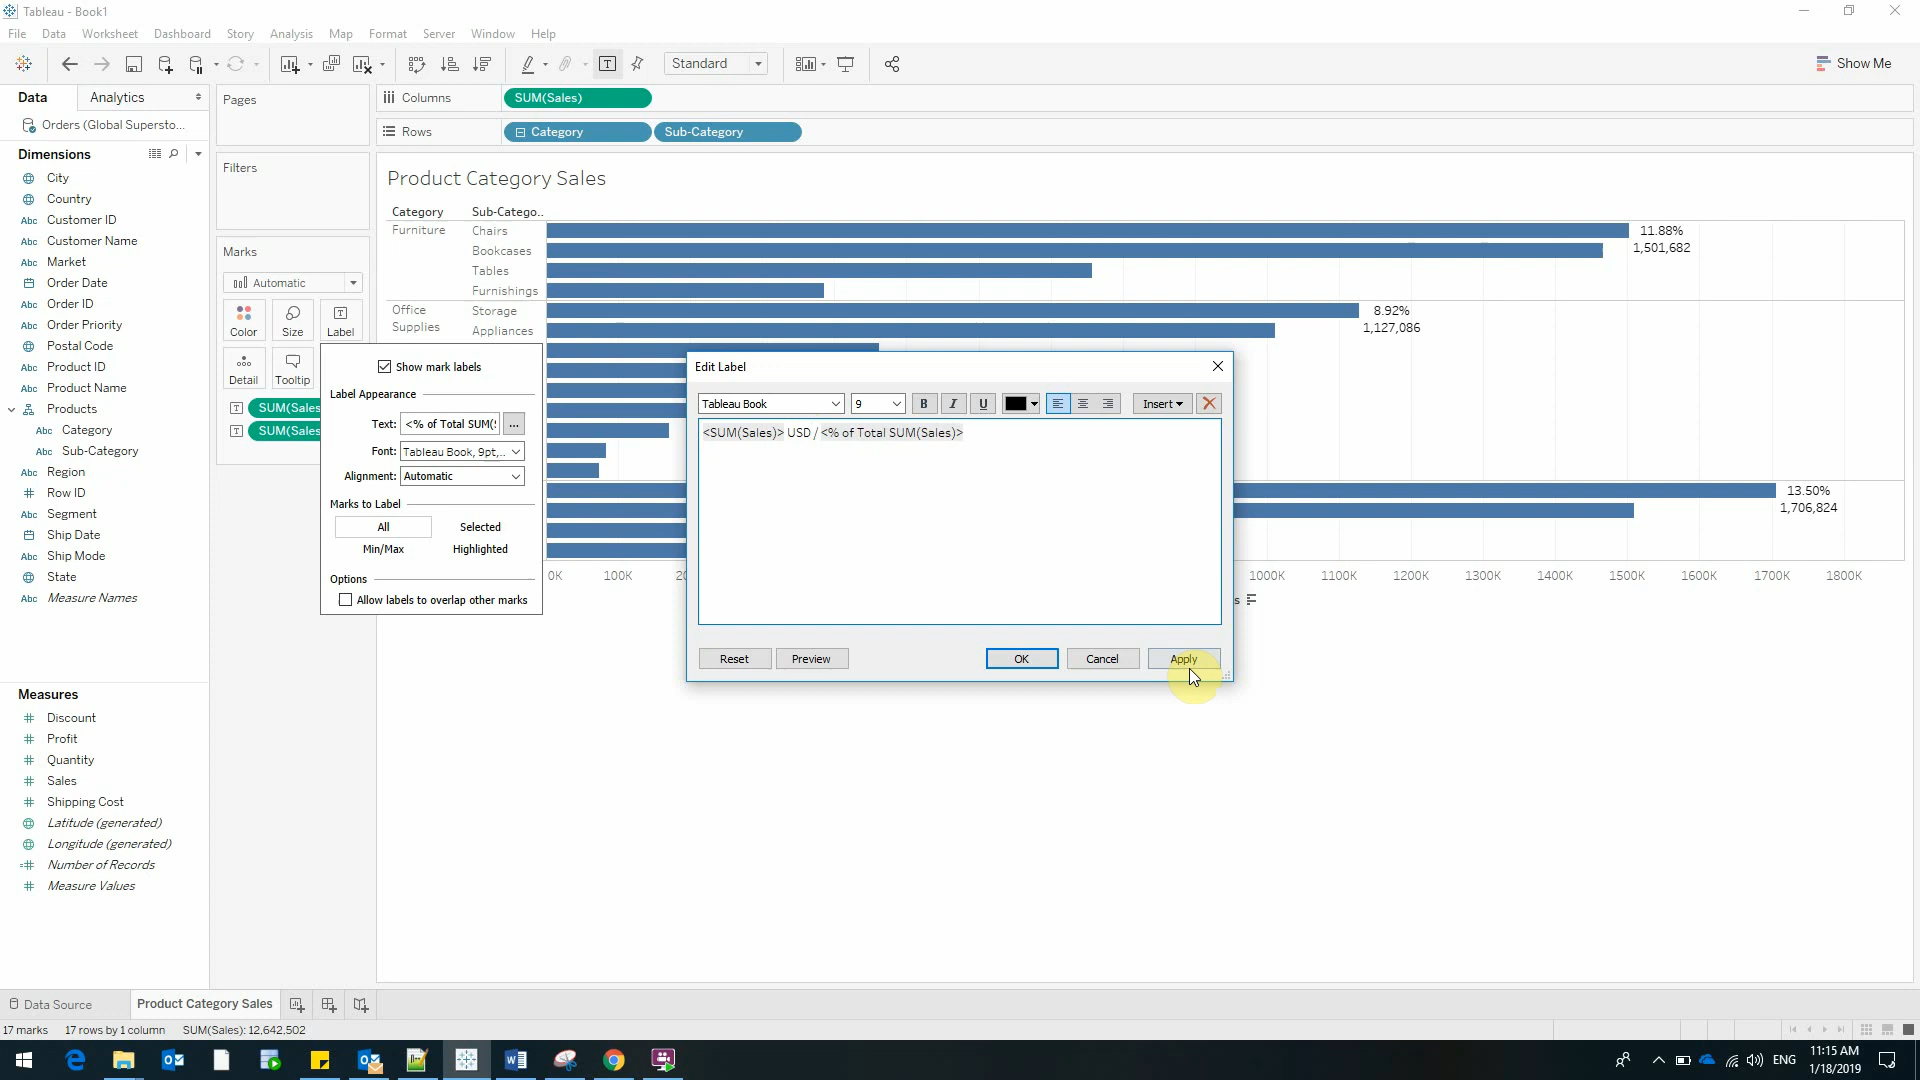 Tableau - Book1
File Data Worksheet Dashboard Story Analysis Map Format Server Window Help
Standard
Show Me
Data Analytics
Pages
Columns SUM(Sales)
Orders (Global Supersto...
Rows Category Sub-Category
Dimensions
Filters
Product Category Sales
City
Country
Customer ID
Customer Name
Market
Order Date
Order ID
Order Priority
Postal Code
Product ID
Product Name
Products
Category
Sub-Category
Region
Row ID
Segment
Ship Date
Ship Mode
State
Measure Names
Measures
Discount
Profit
Quantity
Sales
Shipping Cost
Latitude (generated)
Longitude (generated)
Number of Records
Measure Values
Marks
Automatic
Color Size Label
Detail Tooltip
SUM(Sales
SUM(Sales
Category Sub-Catego..
Furniture Chairs 11.88%
1,501,682
Bookcases
Tables
Furnishings
Office Supplies Storage 8.92%
1,127,086
Appliances
13.50%
1,706,824
0K 100K 20 1000K 1100K 1200K 1300K 1400K 1500K 1600K 1700K 1800K
s
Show mark labels
Label Appearance
Text: <% of Total SUM(S ...
Font: Tableau Book, 9pt,...
Alignment: Automatic
Marks to Label
All Selected
Min/Max Highlighted
Options
Allow labels to overlap other marks
Edit Label
Tableau Book 9 B I U Insert
<SUM(Sales)> USD / <% of Total SUM(Sales)>
Reset Preview OK Cancel Apply
Data Source Product Category Sales
17 marks 17 rows by 1 column SUM(Sales): 12,642,502
ENG 11:15 AM
1/18/2019